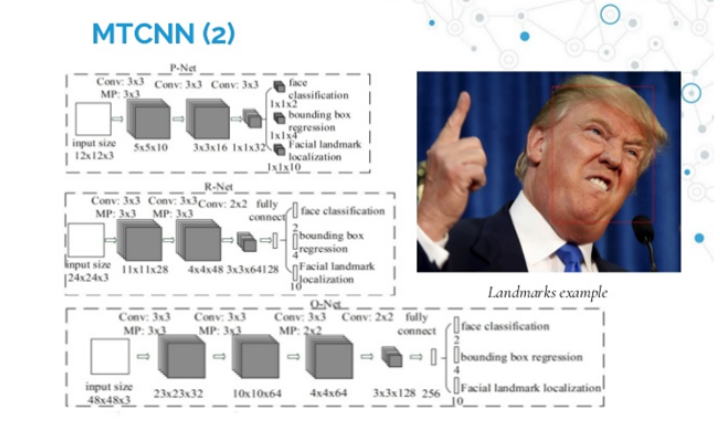 MTCNN (2)
P-Net
Conv: 3x3 Conv: 3x3 Conv: 3x3
MP: 3x3
face
classification
1x1x2
bounding box
regression
1x1x4
Facial landmark
localization
1x1x10
input size
12x12x3
5x5x10
3x3x16
1x1x32
R-Net
Conv: 3x3 Conv: 3x3 Conv: 2x2 fully
MP: 3x3 MP: 3x3 connect
face classification
2
bounding box
regression
4
Facial landmark
localization
10
input size
24x24x3
11x11x28
4x4x48
3x3x64
128
Landmarks example
O-Net
Conv: 3x3 Conv: 3x3 Conv: 3x3 Conv: 2x2 fully
MP: 3x3 MP: 3x3 MP: 2x2 connect
face classification
2
bounding box regression
4
Facial landmark localization
10
input size
48x48x3
23x23x32
10x10x64
4x4x64
3x3x128
256